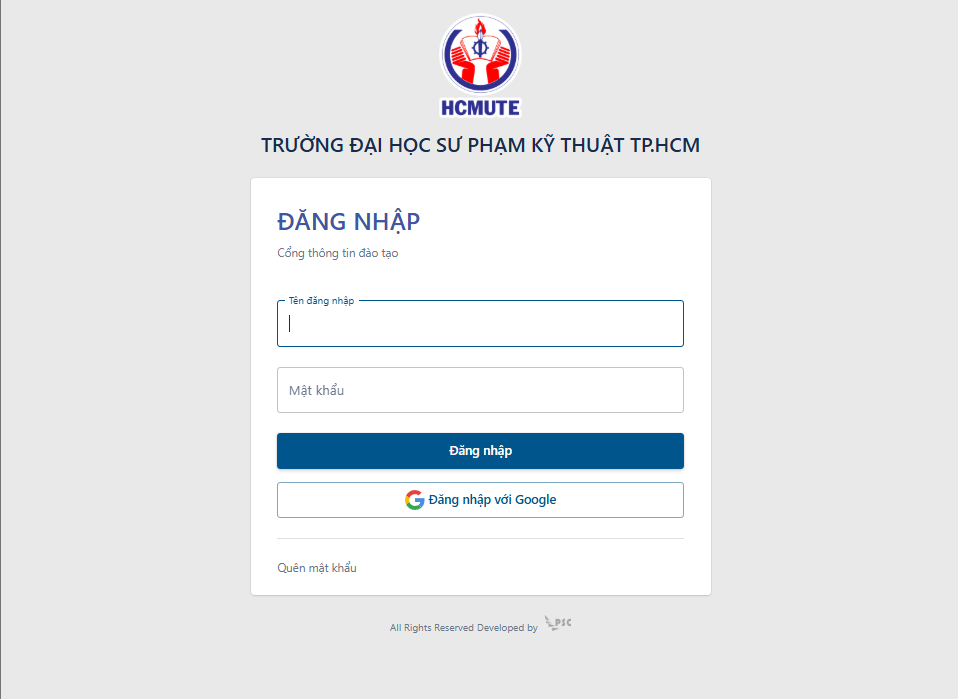 HCMUTE
TRƯỜNG ĐẠI HỌC SƯ PHẠM KỸ THUẬT TP.HCM
ĐĂNG NHẬP
Cổng thông tin đào tạo
Tên đăng nhập
Mật khẩu
Đăng nhập
Đăng nhập với Google
Quên mật khẩu
All Rights Reserved Developed by PSC